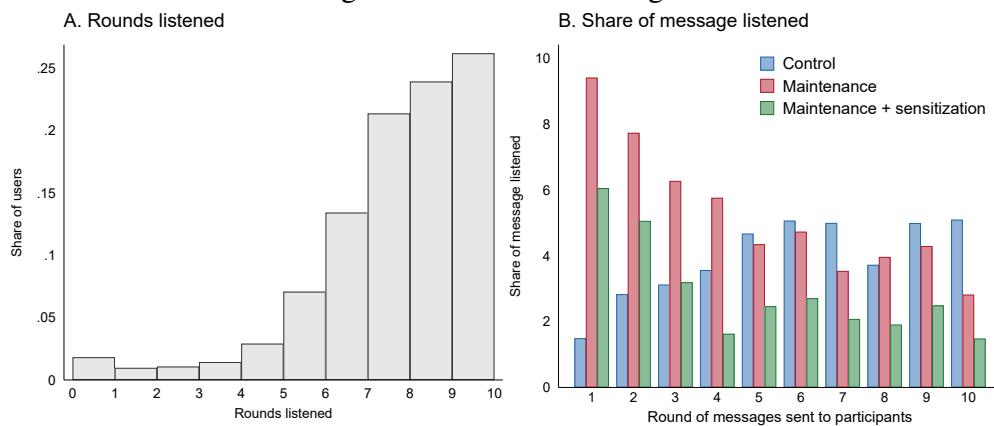 A. Rounds listened
Share of users
.25
.2
.15
.1
.05
0
0 1 2 3 4 5 6 7 8 9 10
Rounds listened
B. Share of message listened
Control
Maintenance
Maintenance + sensitization
Share of message listened
10
8
6
4
2
0
1 2 3 4 5 6 7 8 9 10
Round of messages sent to participants